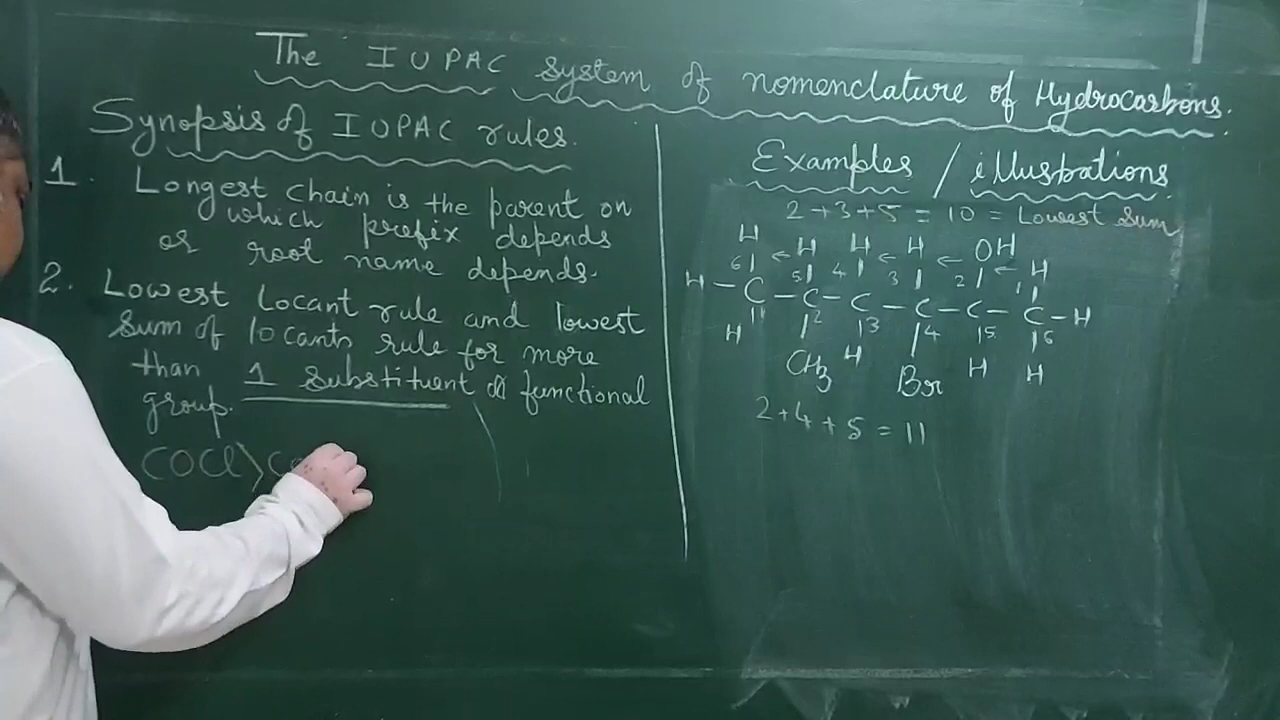 The IUPAC system of nomenclature of Hydrocarbons.
Synopsis of IUPAC rules.
1. Longest chain is the parent on
which prefix depends
or root name depends.
2. Lowest locant rule and lowest
sum of locants rule for more
than 1 substituent or functional
group.
COCl >
Examples / illustrations
2 + 3 + 5 = 10 = Lowest sum
H H H H OH
6 ← 5 ← 4 ← 3 ← 2 ← 1 H
H — C — C — C — C — C — C — H
1 2 3 4 5 6
H CH3 H Br H H
2 + 4 + 5 = 11